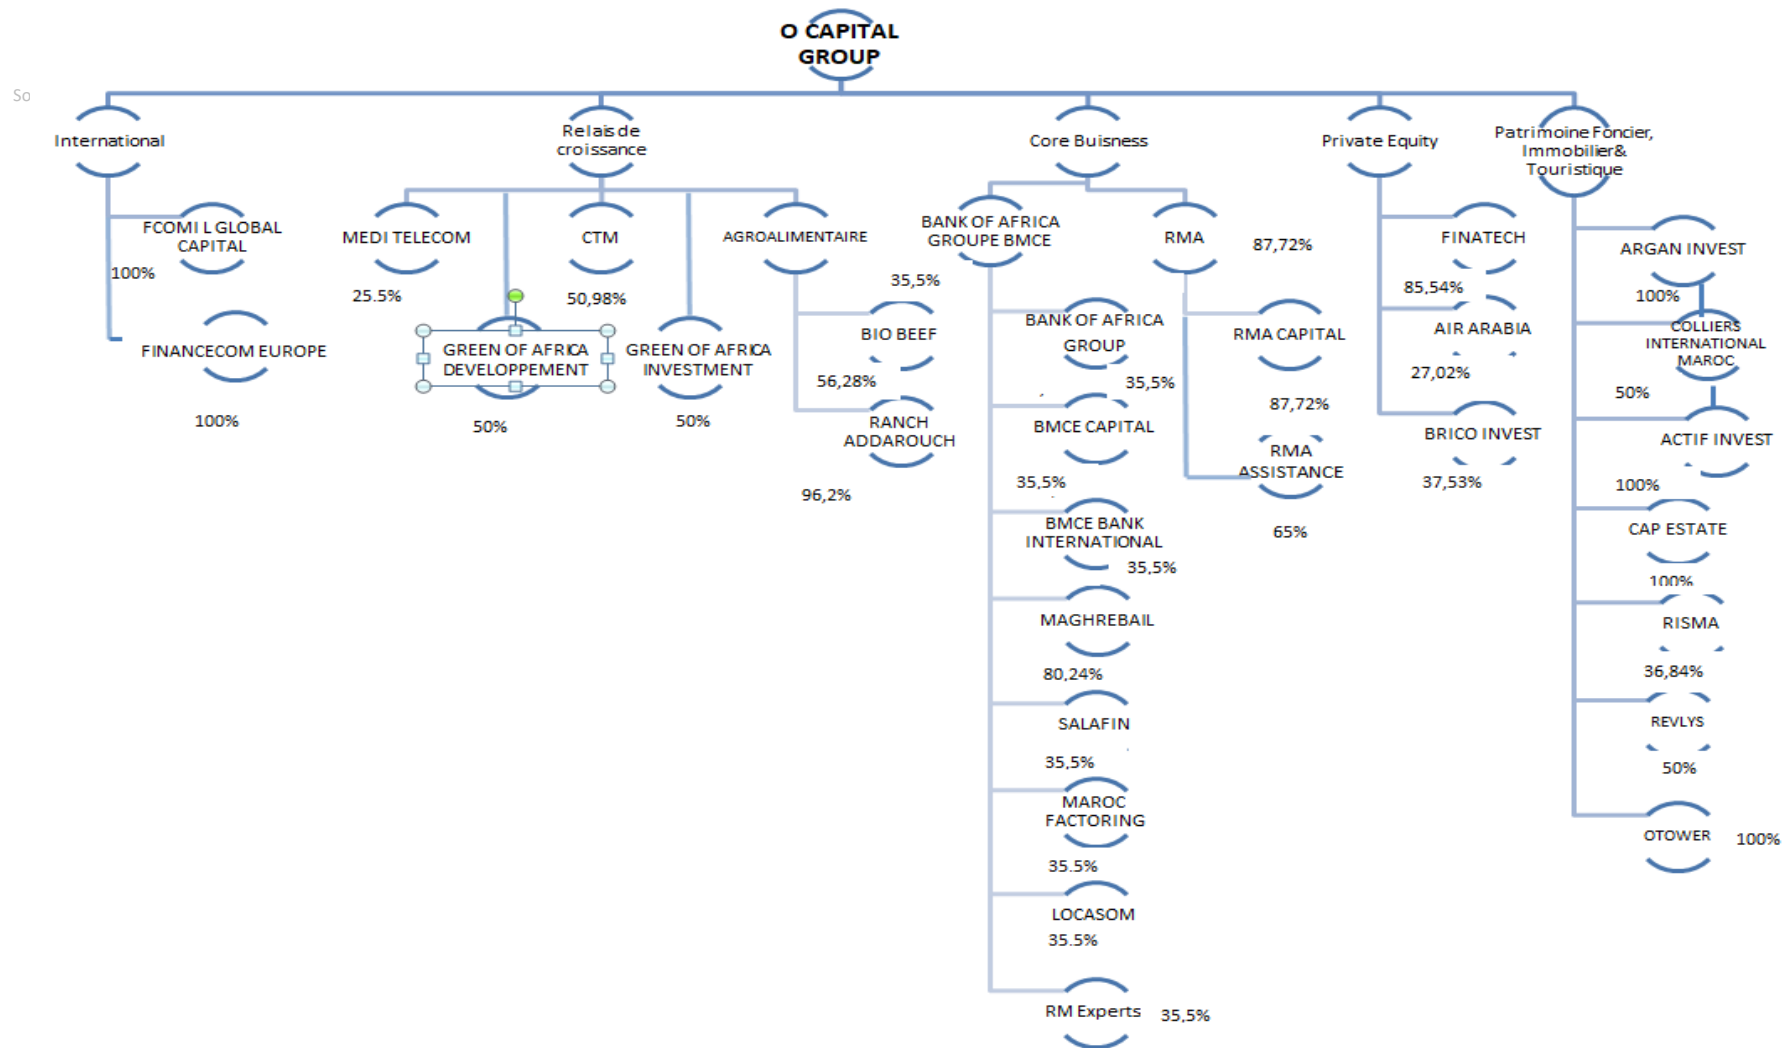 O CAPITAL
GROUP
So
International
Relais de
croissance
Core Buisness
Private Equity
Patrimoine Foncier,
Immobilier&
Touristique
FCOMI L GLOBAL
CAPITAL
100%
FINANCECOM EUROPE
100%
MEDI TELECOM
25.5%
GREEN OF AFRICA
DEVELOPPEMENT
50%
CTM
50,98%
GREEN OF AFRICA
INVESTMENT
50%
AGROALIMENTAIRE
BIO BEEF
56,28%
RANCH
ADDAROUCH
96,2%
BANK OF AFRICA
GROUPE BMCE
35,5%
BANK OF AFRICA
GROUP
35,5%
BMCE CAPITAL
35,5%
BMCE BANK
INTERNATIONAL
35,5%
MAGHREBAIL
80,24%
SALAFIN
35,5%
MAROC
FACTORING
35.5%
LOCASOM
35.5%
RM Experts
35,5%
RMA
87,72%
RMA CAPITAL
87,72%
RMA
ASSISTANCE
65%
FINATECH
85,54%
AIR ARABIA
27,02%
BRICO INVEST
37,53%
ARGAN INVEST
100%
COLLIERS
INTERNATIONAL
MAROC
50%
ACTIF INVEST
100%
CAP ESTATE
100%
RISMA
36,84%
REVLYS
50%
OTOWER
100%